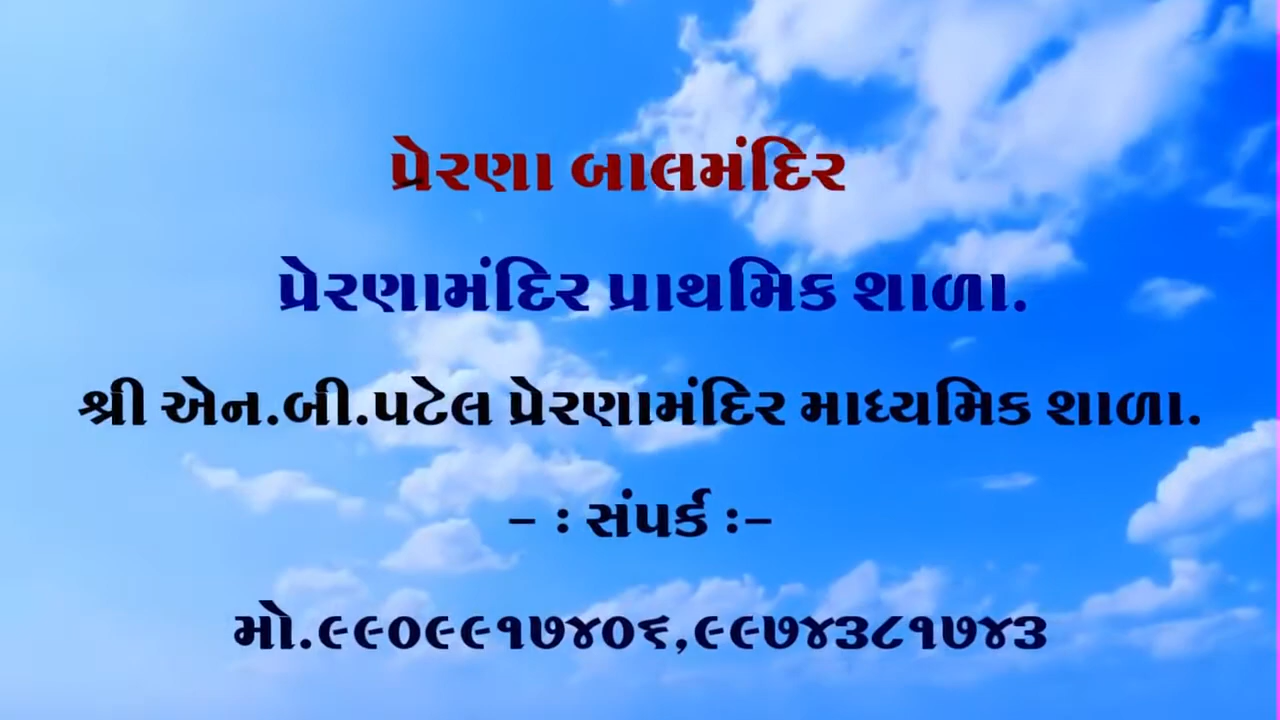 પ્રેરણા બાલમંદિર
પ્રેરણામંદિર પ્રાથમિક શાળા.
શ્રી એન.બી.પટેલ પ્રેરણામંદિર માધ્યમિક શાળા.
- : સંપર્ક :-
મો.૯૯૦૯૯૧૭૪૦૬,૯૯૭૪૩૮૧૭૪૩